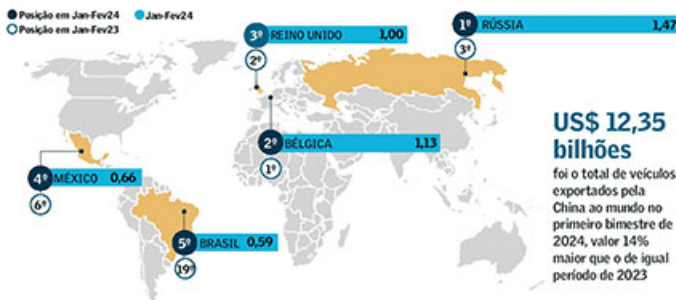 Posição em Jan-Fev24
Jan-Fev24
Posição em Jan-Fev23
3º REINO UNIDO 1,00
2º
1º RÚSSIA 1,47
3º
2º BÉLGICA 1,13
1º
4º MÉXICO 0,66
6º
5º BRASIL 0,59
19º
US$ 12,35
bilhões
foi o total de veículos
exportados pela
China ao mundo no
primeiro bimestre de
2024, valor 14%
maior que o de igual
período de 2023